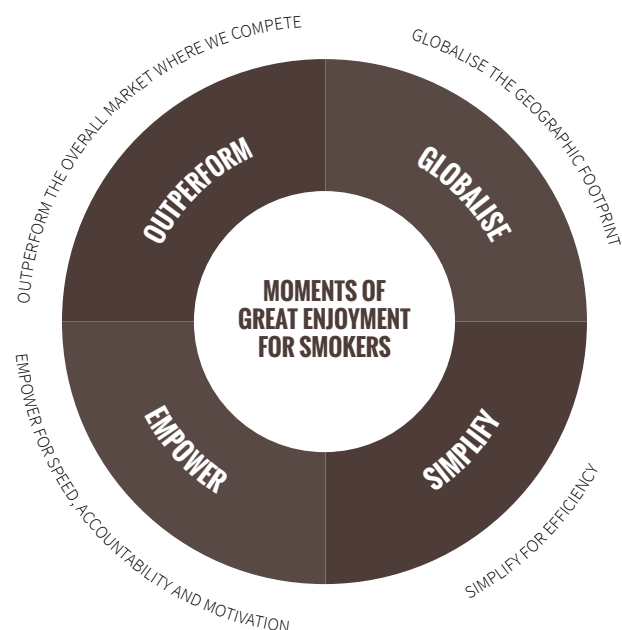 OUTPERFORM THE OVERALL MARKET WHERE WE COMPETE
GLOBALISE THE GEOGRAPHIC FOOTPRINT
OUTPERFORM
GLOBALISE
MOMENTS OF
GREAT ENJOYMENT
FOR SMOKERS
EMPOWER
SIMPLIFY
EMPOWER FOR SPEED, ACCOUNTABILITY AND MOTIVATION
SIMPLIFY FOR EFFICIENCY